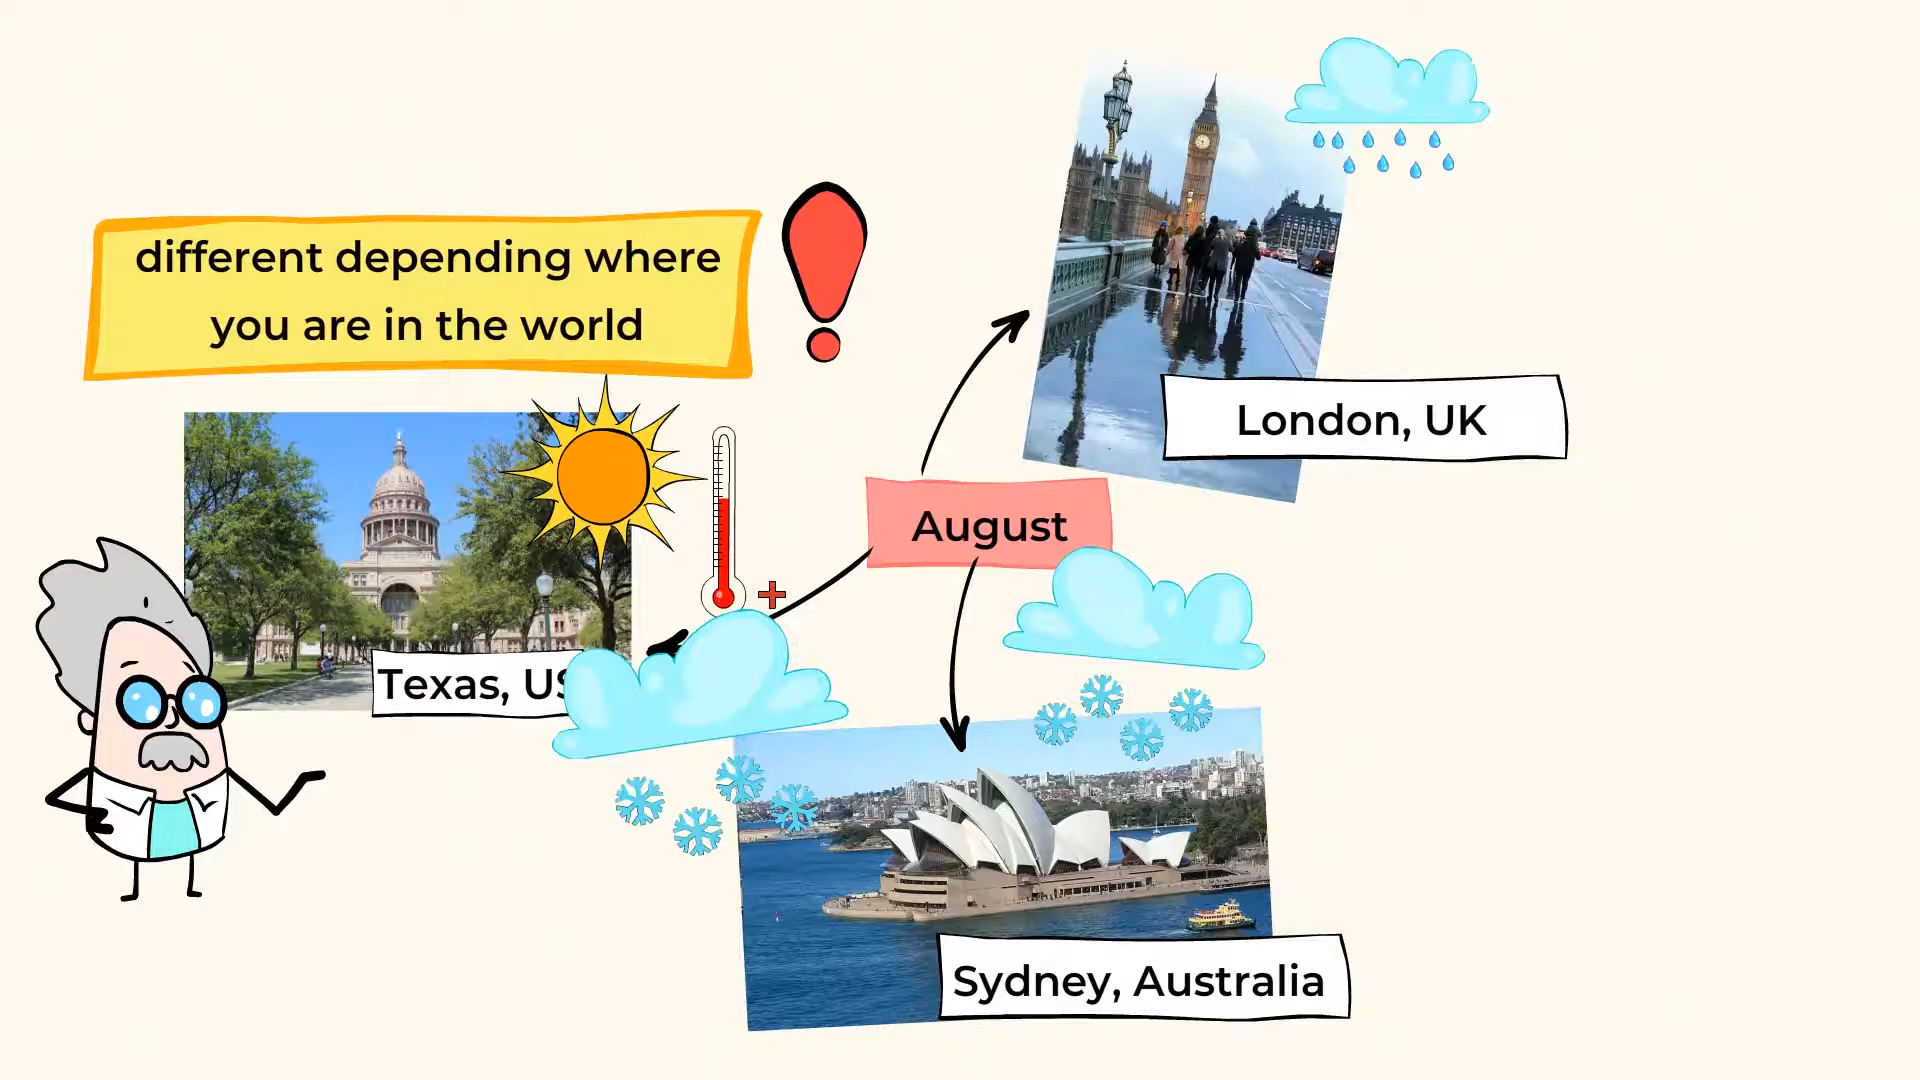 different depending where
you are in the world
London, UK
August
Texas, US
Sydney, Australia